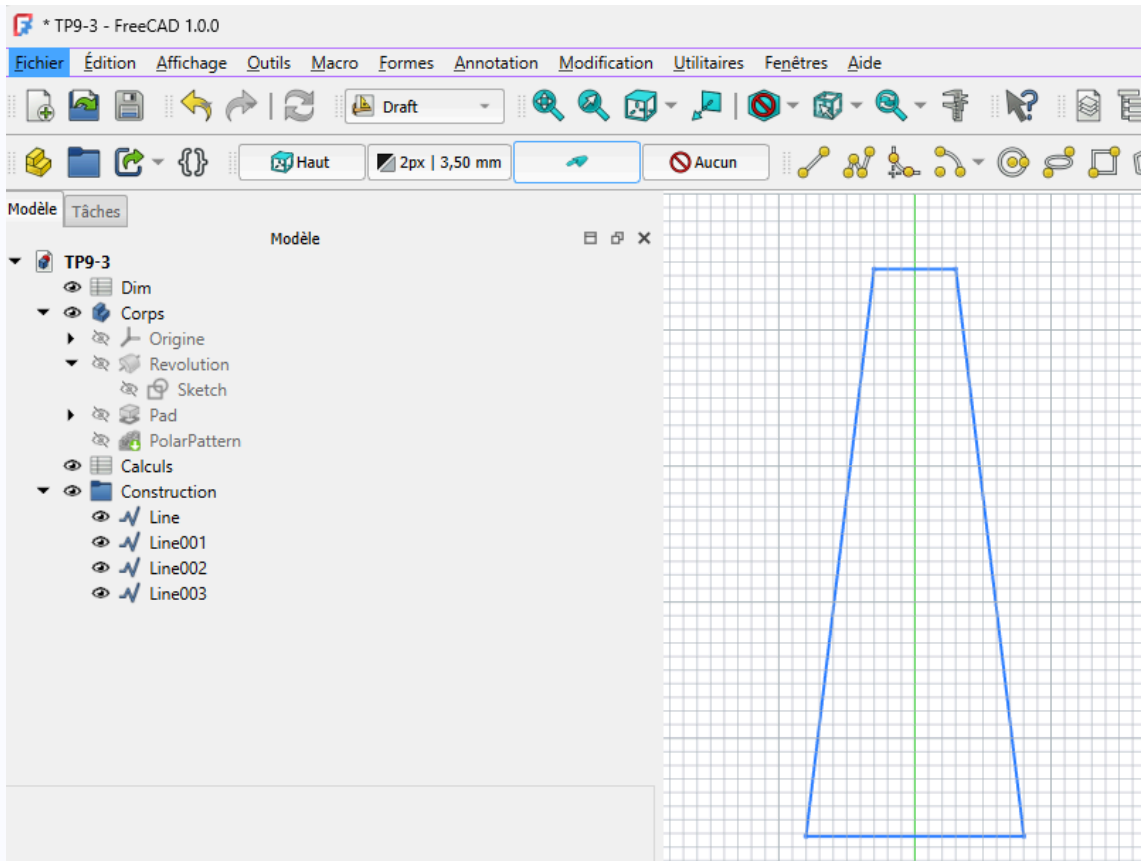 * TP9-3 - FreeCAD 1.0.0
Fichier Édition Affichage Outils Macro Formes Annotation Modification Utilitaires Fenêtres Aide
Draft
Haut 2px | 3,50 mm Aucun
Modèle Tâches
Modèle
TP9-3
Dim
Corps
Origine
Revolution
Sketch
Pad
PolarPattern
Calculs
Construction
Line
Line001
Line002
Line003